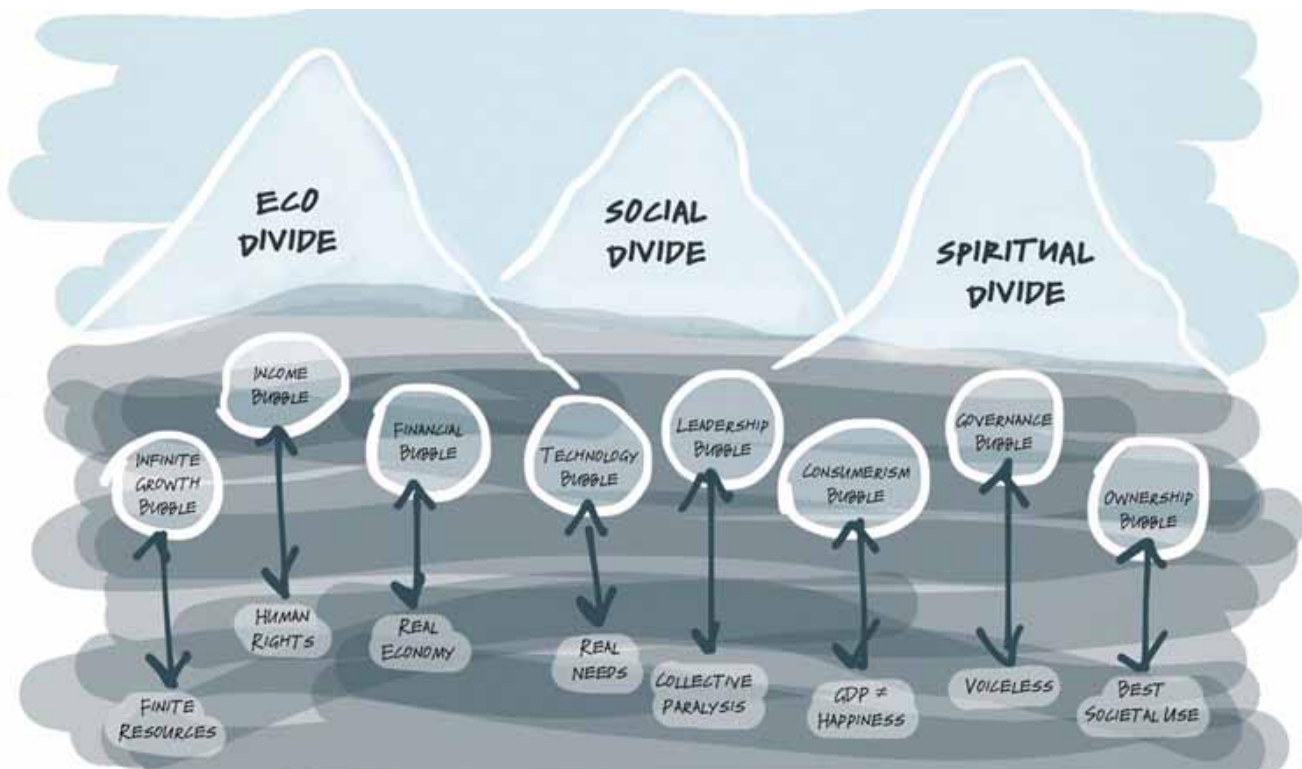 ECO
DIVIDE
SOCIAL
DIVIDE
SPIRITUAL
DIVIDE
INFINITE
GROWTH
BUBBLE
INCOME
BUBBLE
FINANCIAL
BUBBLE
TECHNOLOGY
BUBBLE
LEADERSHIP
BUBBLE
CONSUMERISM
BUBBLE
GOVERNANCE
BUBBLE
OWNERSHIP
BUBBLE
FINITE
RESOURCES
HUMAN
RIGHTS
REAL
ECONOMY
REAL
NEEDS
COLLECTIVE
PARALYSIS
GDP ≠
HAPPINESS
VOICELESS
BEST
SOCIETAL USE